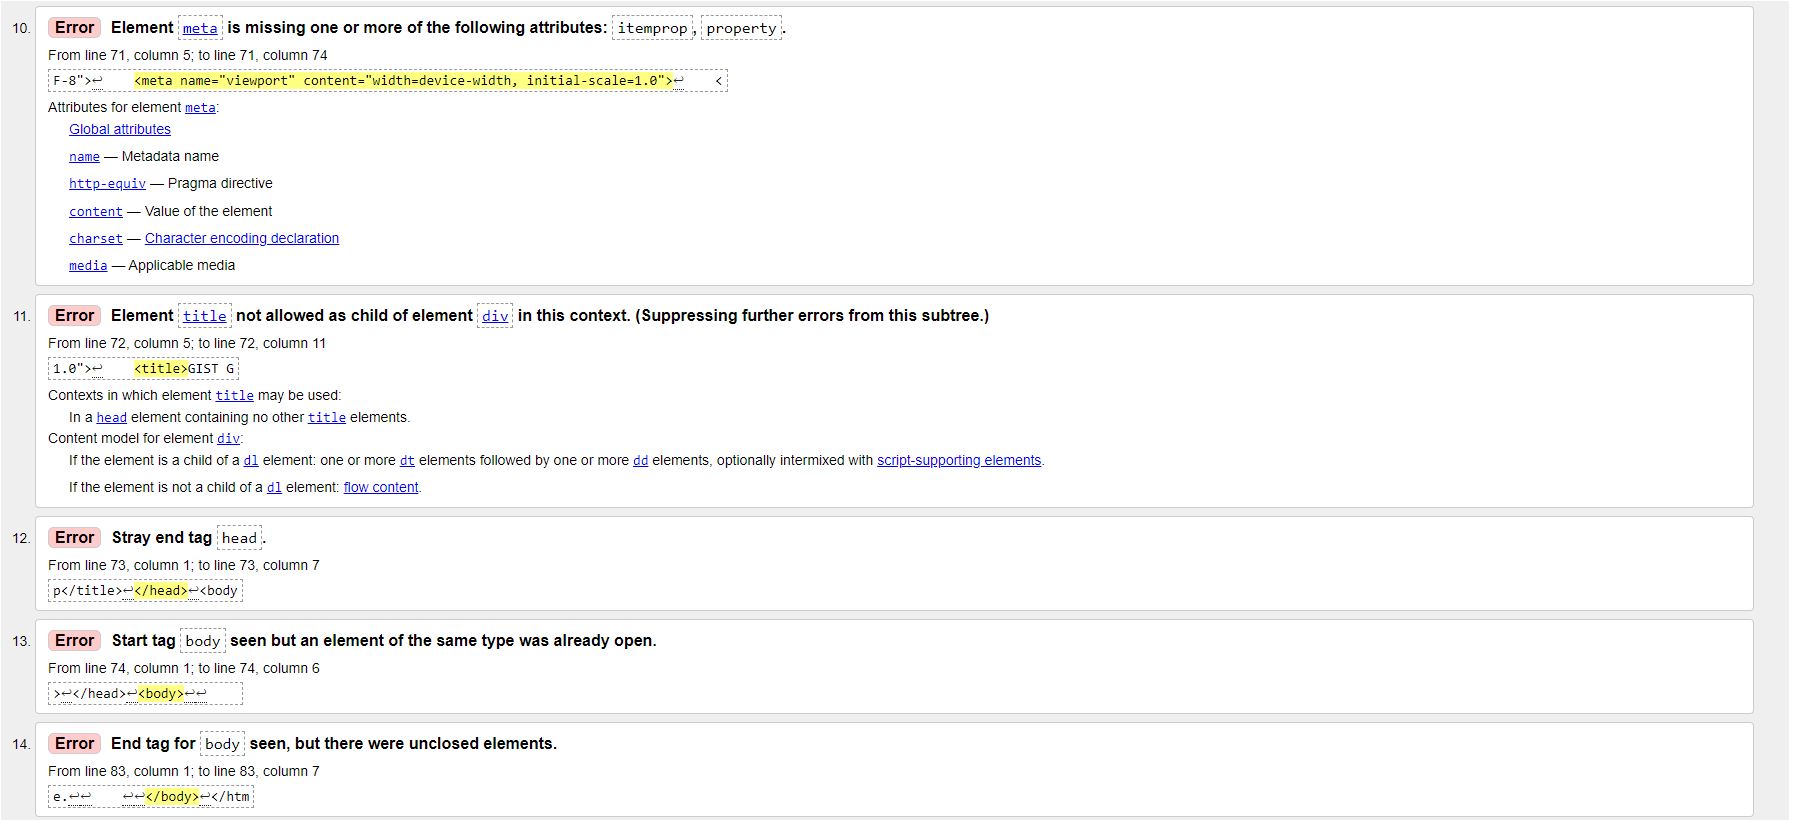 10. Error Element meta is missing one or more of the following attributes: itemprop, property.
From line 71, column 5; to line 71, column 74
F-8">↩    <meta name="viewport" content="width=device-width, initial-scale=1.0">↩    <
Attributes for element meta:
Global attributes
name — Metadata name
http-equiv — Pragma directive
content — Value of the element
charset — Character encoding declaration
media — Applicable media
11. Error Element title not allowed as child of element div in this context. (Suppressing further errors from this subtree.)
From line 72, column 5; to line 72, column 11
1.0">↩    <title>GIST G
Contexts in which element title may be used:
In a head element containing no other title elements.
Content model for element div:
If the element is a child of a dl element: one or more dt elements followed by one or more dd elements, optionally intermixed with script-supporting elements.
If the element is not a child of a dl element: flow content.
12. Error Stray end tag head.
From line 73, column 1; to line 73, column 7
p</title>↩</head>↩<body
13. Error Start tag body seen but an element of the same type was already open.
From line 74, column 1; to line 74, column 6
>↩</head>↩<body>↩↩
14. Error End tag for body seen, but there were unclosed elements.
From line 83, column 1; to line 83, column 7
e.↩↩    ↩↩</body>↩</htm